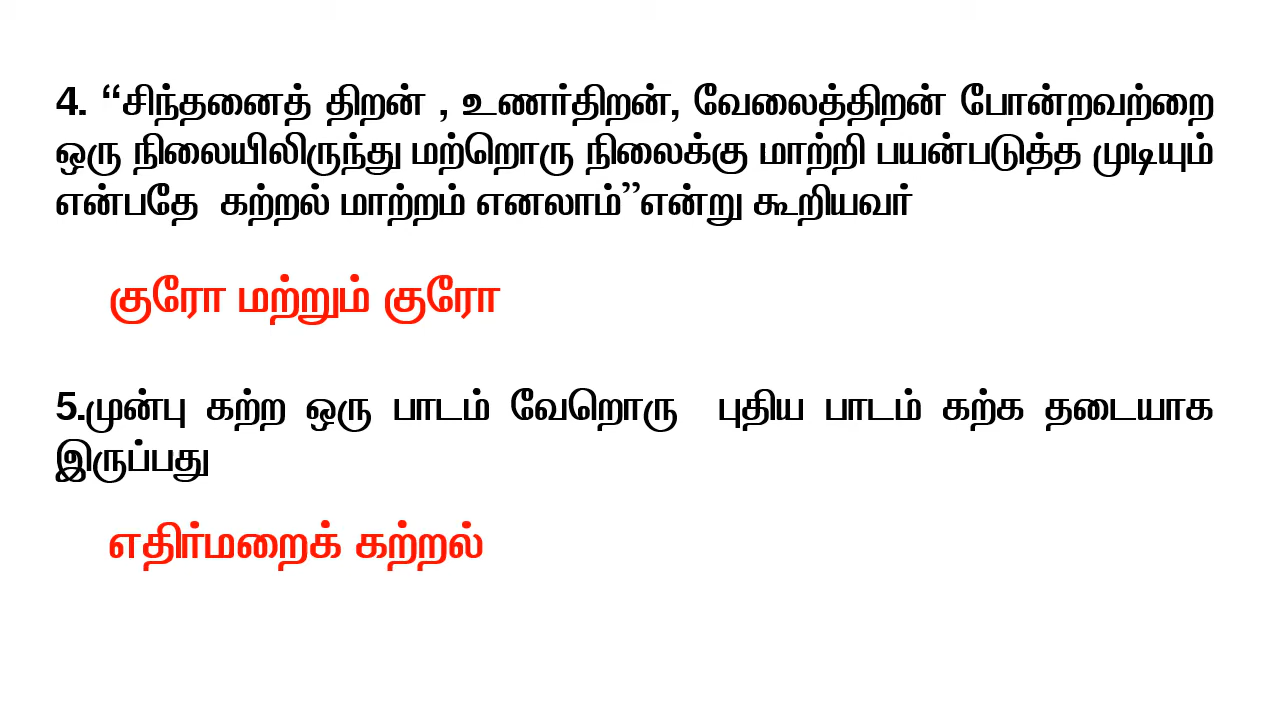 4. “சிந்தனைத் திறன் , உணர்திறன், வேலைத்திறன் போன்றவற்றை
ஒரு நிலையிலிருந்து மற்றொரு நிலைக்கு மாற்றி பயன்படுத்த முடியும்
என்பதே கற்றல் மாற்றம் எனலாம்”என்று கூறியவர்
குரோ மற்றும் குரோ
5.முன்பு கற்ற ஒரு பாடம் வேறொரு புதிய பாடம் கற்க தடையாக
இருப்பது
எதிர்மறைக் கற்றல்